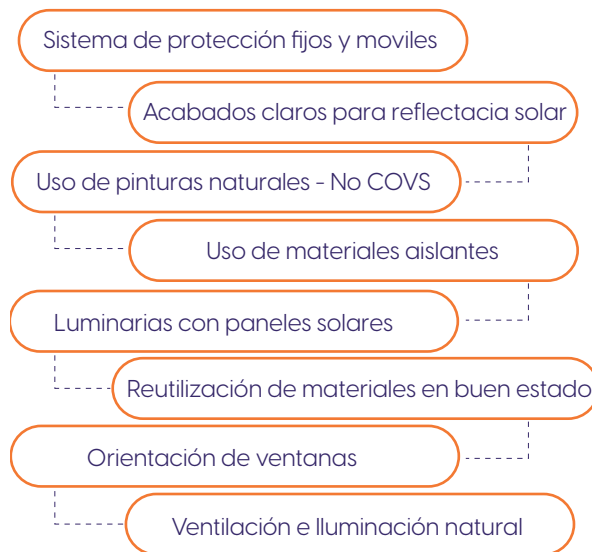 Sistema de protección fijos y moviles
Acabados claros para reflectacia solar
Uso de pinturas naturales - No COVS
Uso de materiales aislantes
Luminarias con paneles solares
Reutilización de materiales en buen estado
Orientación de ventanas
Ventilación e Iluminación natural